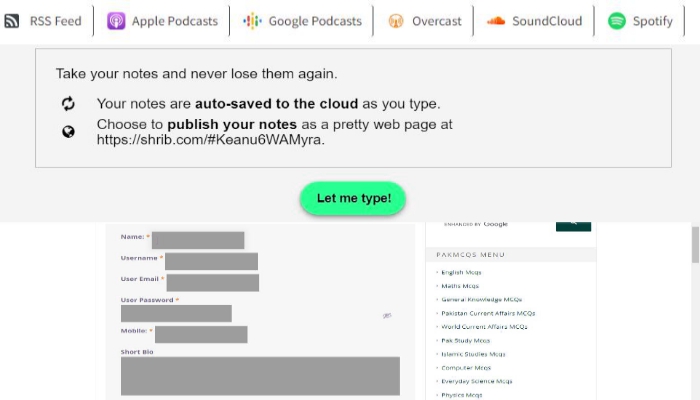 RSS Feed
Apple Podcasts
Google Podcasts
Overcast
SoundCloud
Spotify
Take your notes and never lose them again.
Your notes are auto-saved to the cloud as you type.
Choose to publish your notes as a pretty web page at
https://shrib.com/#Keanu6WAMyra.
Let me type!
Name: *
Username *
User Email *
User Password *
Mobile: *
Short Bio
ENHANCED BY Google
PAKMCQS MENU
English Mcqs
Maths Mcqs
General Knowledge MCQs
Pakistan Current Affairs MCQs
World Current Affairs MCQs
Pak Study Mcqs
Islamic Studies Mcqs
Computer Mcqs
Everyday Science Mcqs
Physics Mcqs